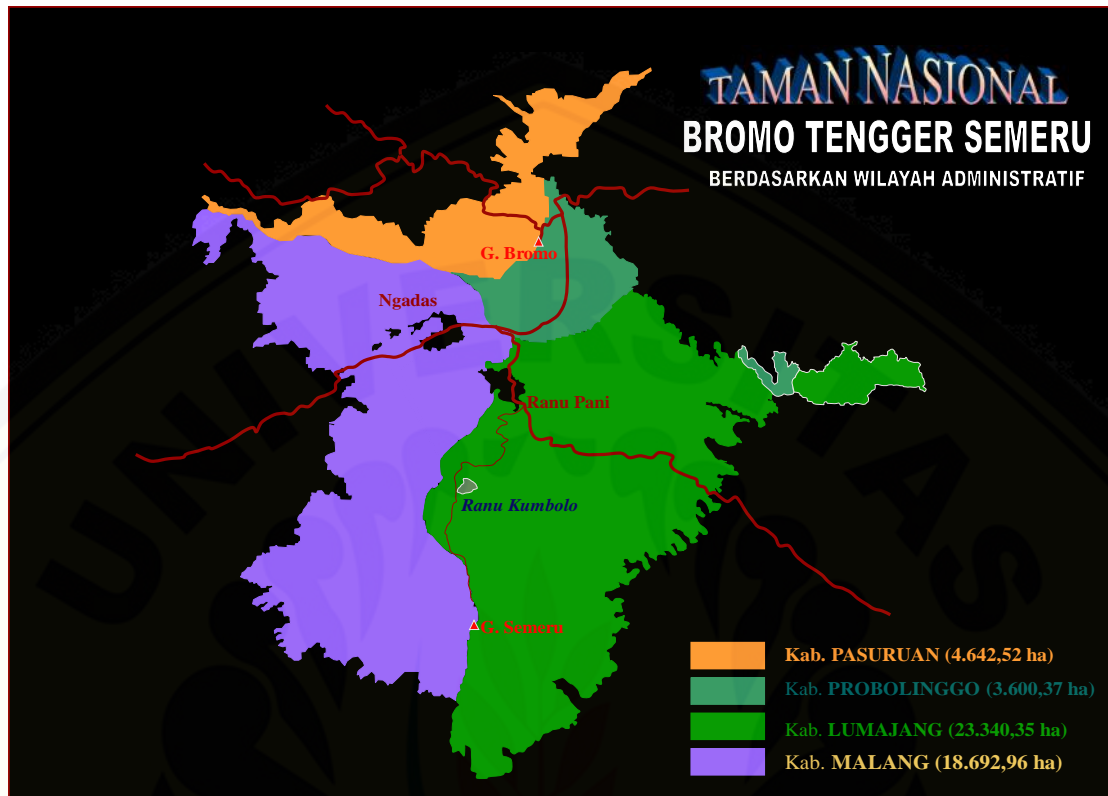 TAMAN NASIONAL
BROMO TENGGER SEMERU
BERDASARKAN WILAYAH ADMINISTRATIF
G. Bromo
Ngadas
Ranu Pani
Ranu Kumbolo
G. Semeru
Kab. PASURUAN (4.642,52 ha)
Kab. PROBOLINGGO (3.600,37 ha)
Kab. LUMAJANG (23.340,35 ha)
Kab. MALANG (18.692,96 ha)
UNIVERSITAS